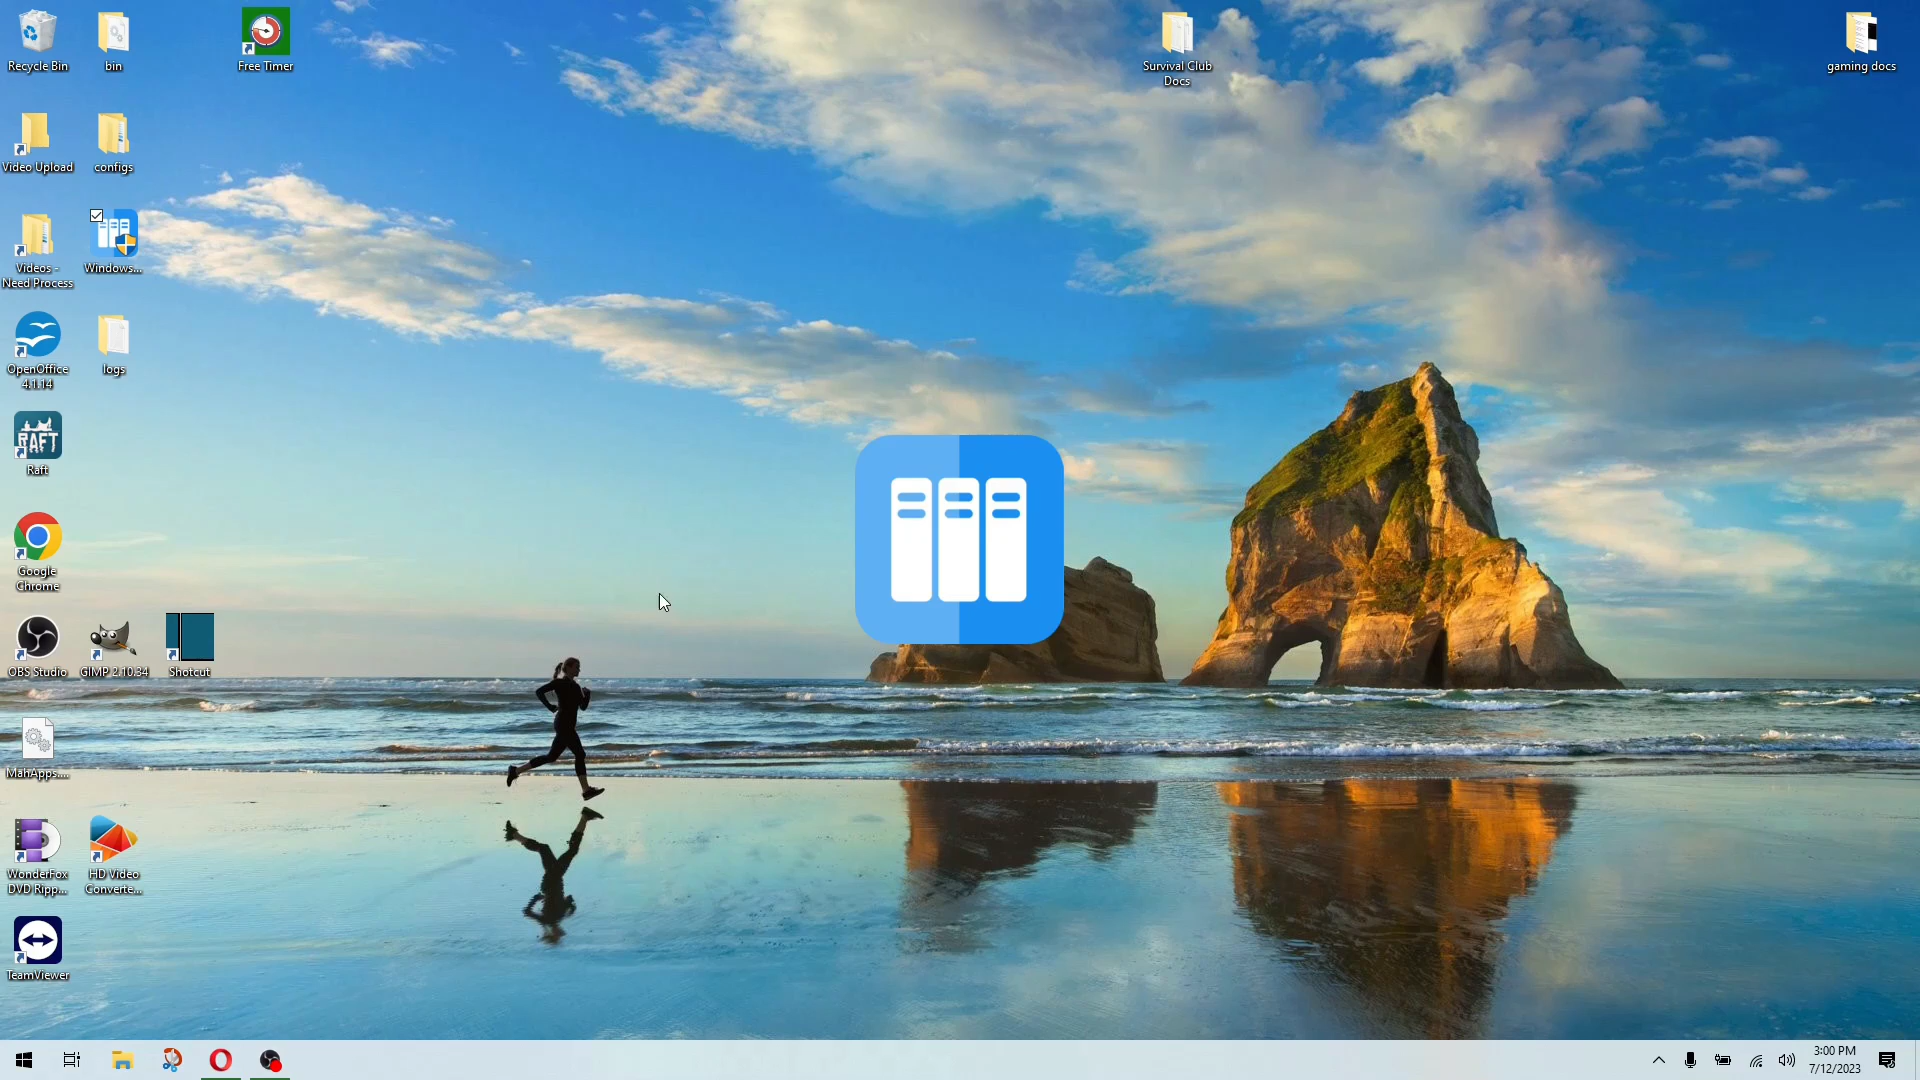 Recycle Bin
bin
Free Timer
Survival Club
Docs
gaming docs
Video Upload
configs
Videos -
Need Process
Windows...
OpenOffice
4.1.14
logs
RAFT
Raft
Google
Chrome
OBS Studio
GIMP 2.10.34
Shotcut
MahApps....
WonderFox
DVD Ripp...
HD Video
Converte...
TeamViewer
3:00 PM
7/12/2023